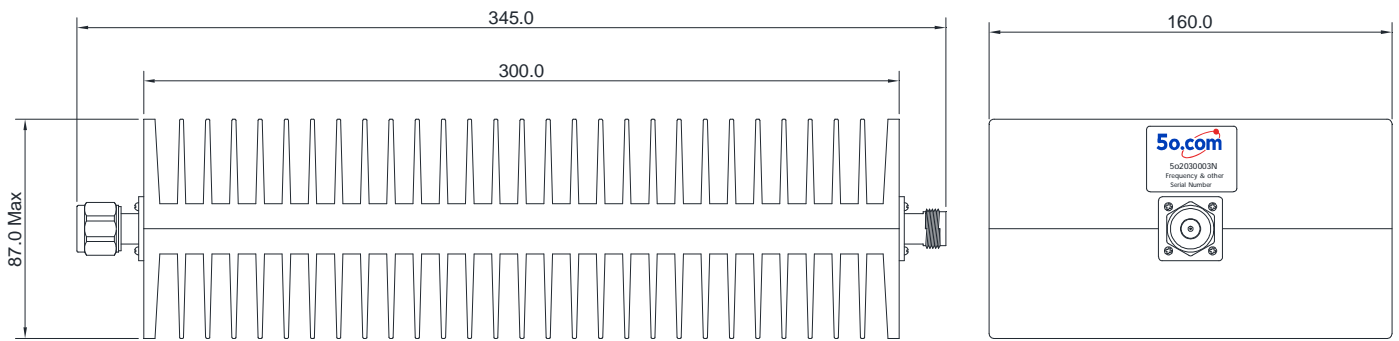 345.0
160.0
300.0
87.0 Max
5o.com
5o2030003N
Frequency & other
Serial Number